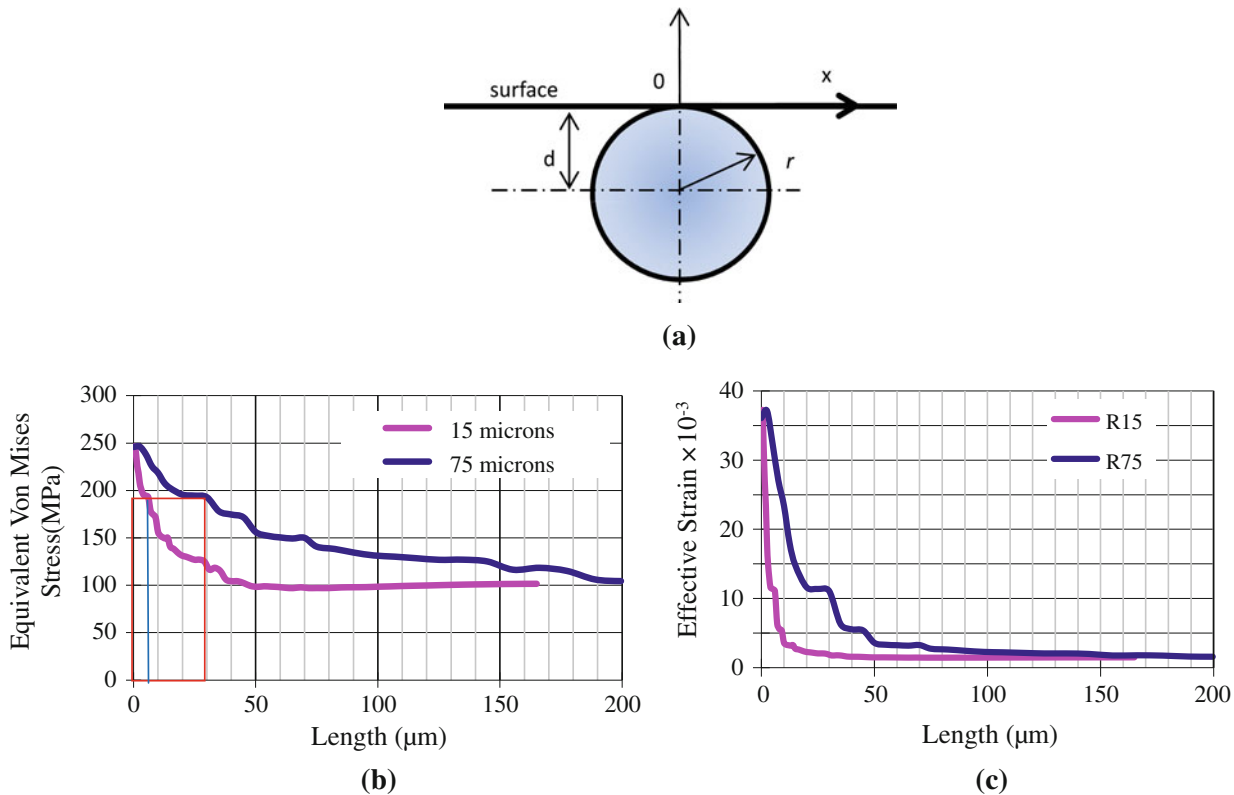 0
x
surface
d
r
(a)
300
250
200
150
100
50
0
Equivalent Von Mises
Stress(MPa)
15 microns
75 microns
0 50 100 150 200
Length (μm)
(b)
40
30
20
10
0
Effective Strain × 10⁻³
R15
R75
0 50 100 150 200
Length (μm)
(c)